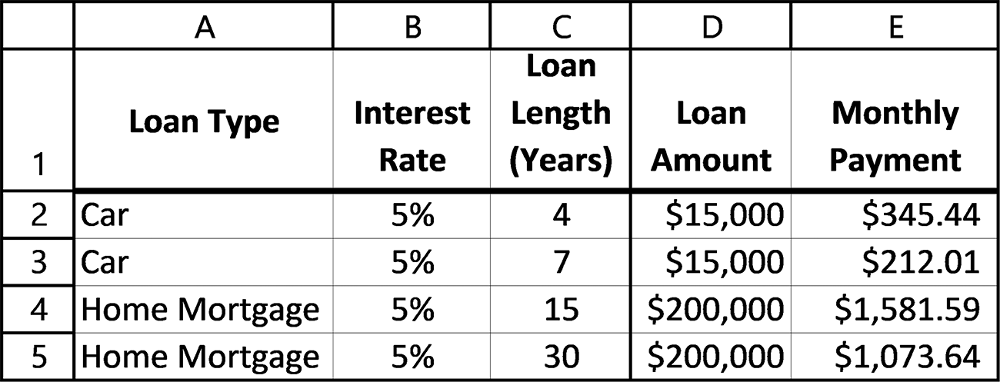 A B C D E
1 Loan Type Interest Rate Loan Length (Years) Loan Amount Monthly Payment
2 Car 5% 4 $15,000 $345.44
3 Car 5% 7 $15,000 $212.01
4 Home Mortgage 5% 15 $200,000 $1,581.59
5 Home Mortgage 5% 30 $200,000 $1,073.64